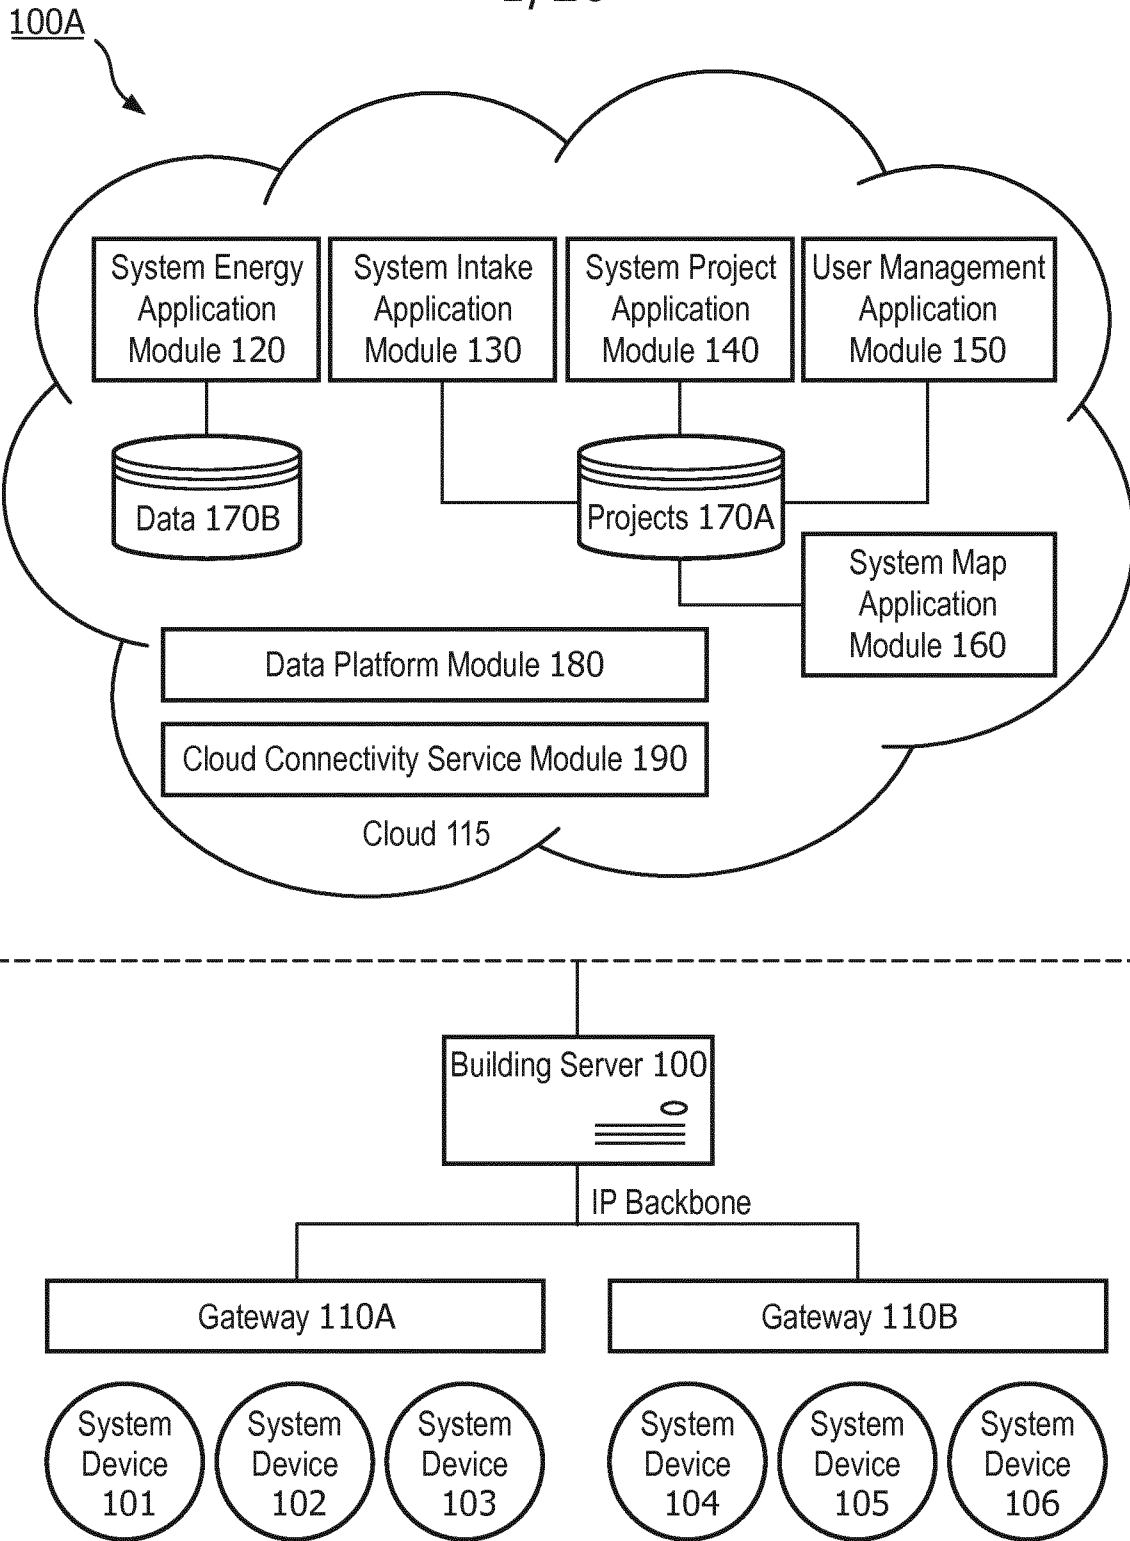 100A
System Energy
Application
Module 120
System Intake
Application
Module 130
System Project
Application
Module 140
User Management
Application
Module 150
Data 170B
Projects 170A
System Map
Application
Module 160
Data Platform Module 180
Cloud Connectivity Service Module 190
Cloud 115
Building Server 100
IP Backbone
Gateway 110A
Gateway 110B
System
Device
101
System
Device
102
System
Device
103
System
Device
104
System
Device
105
System
Device
106